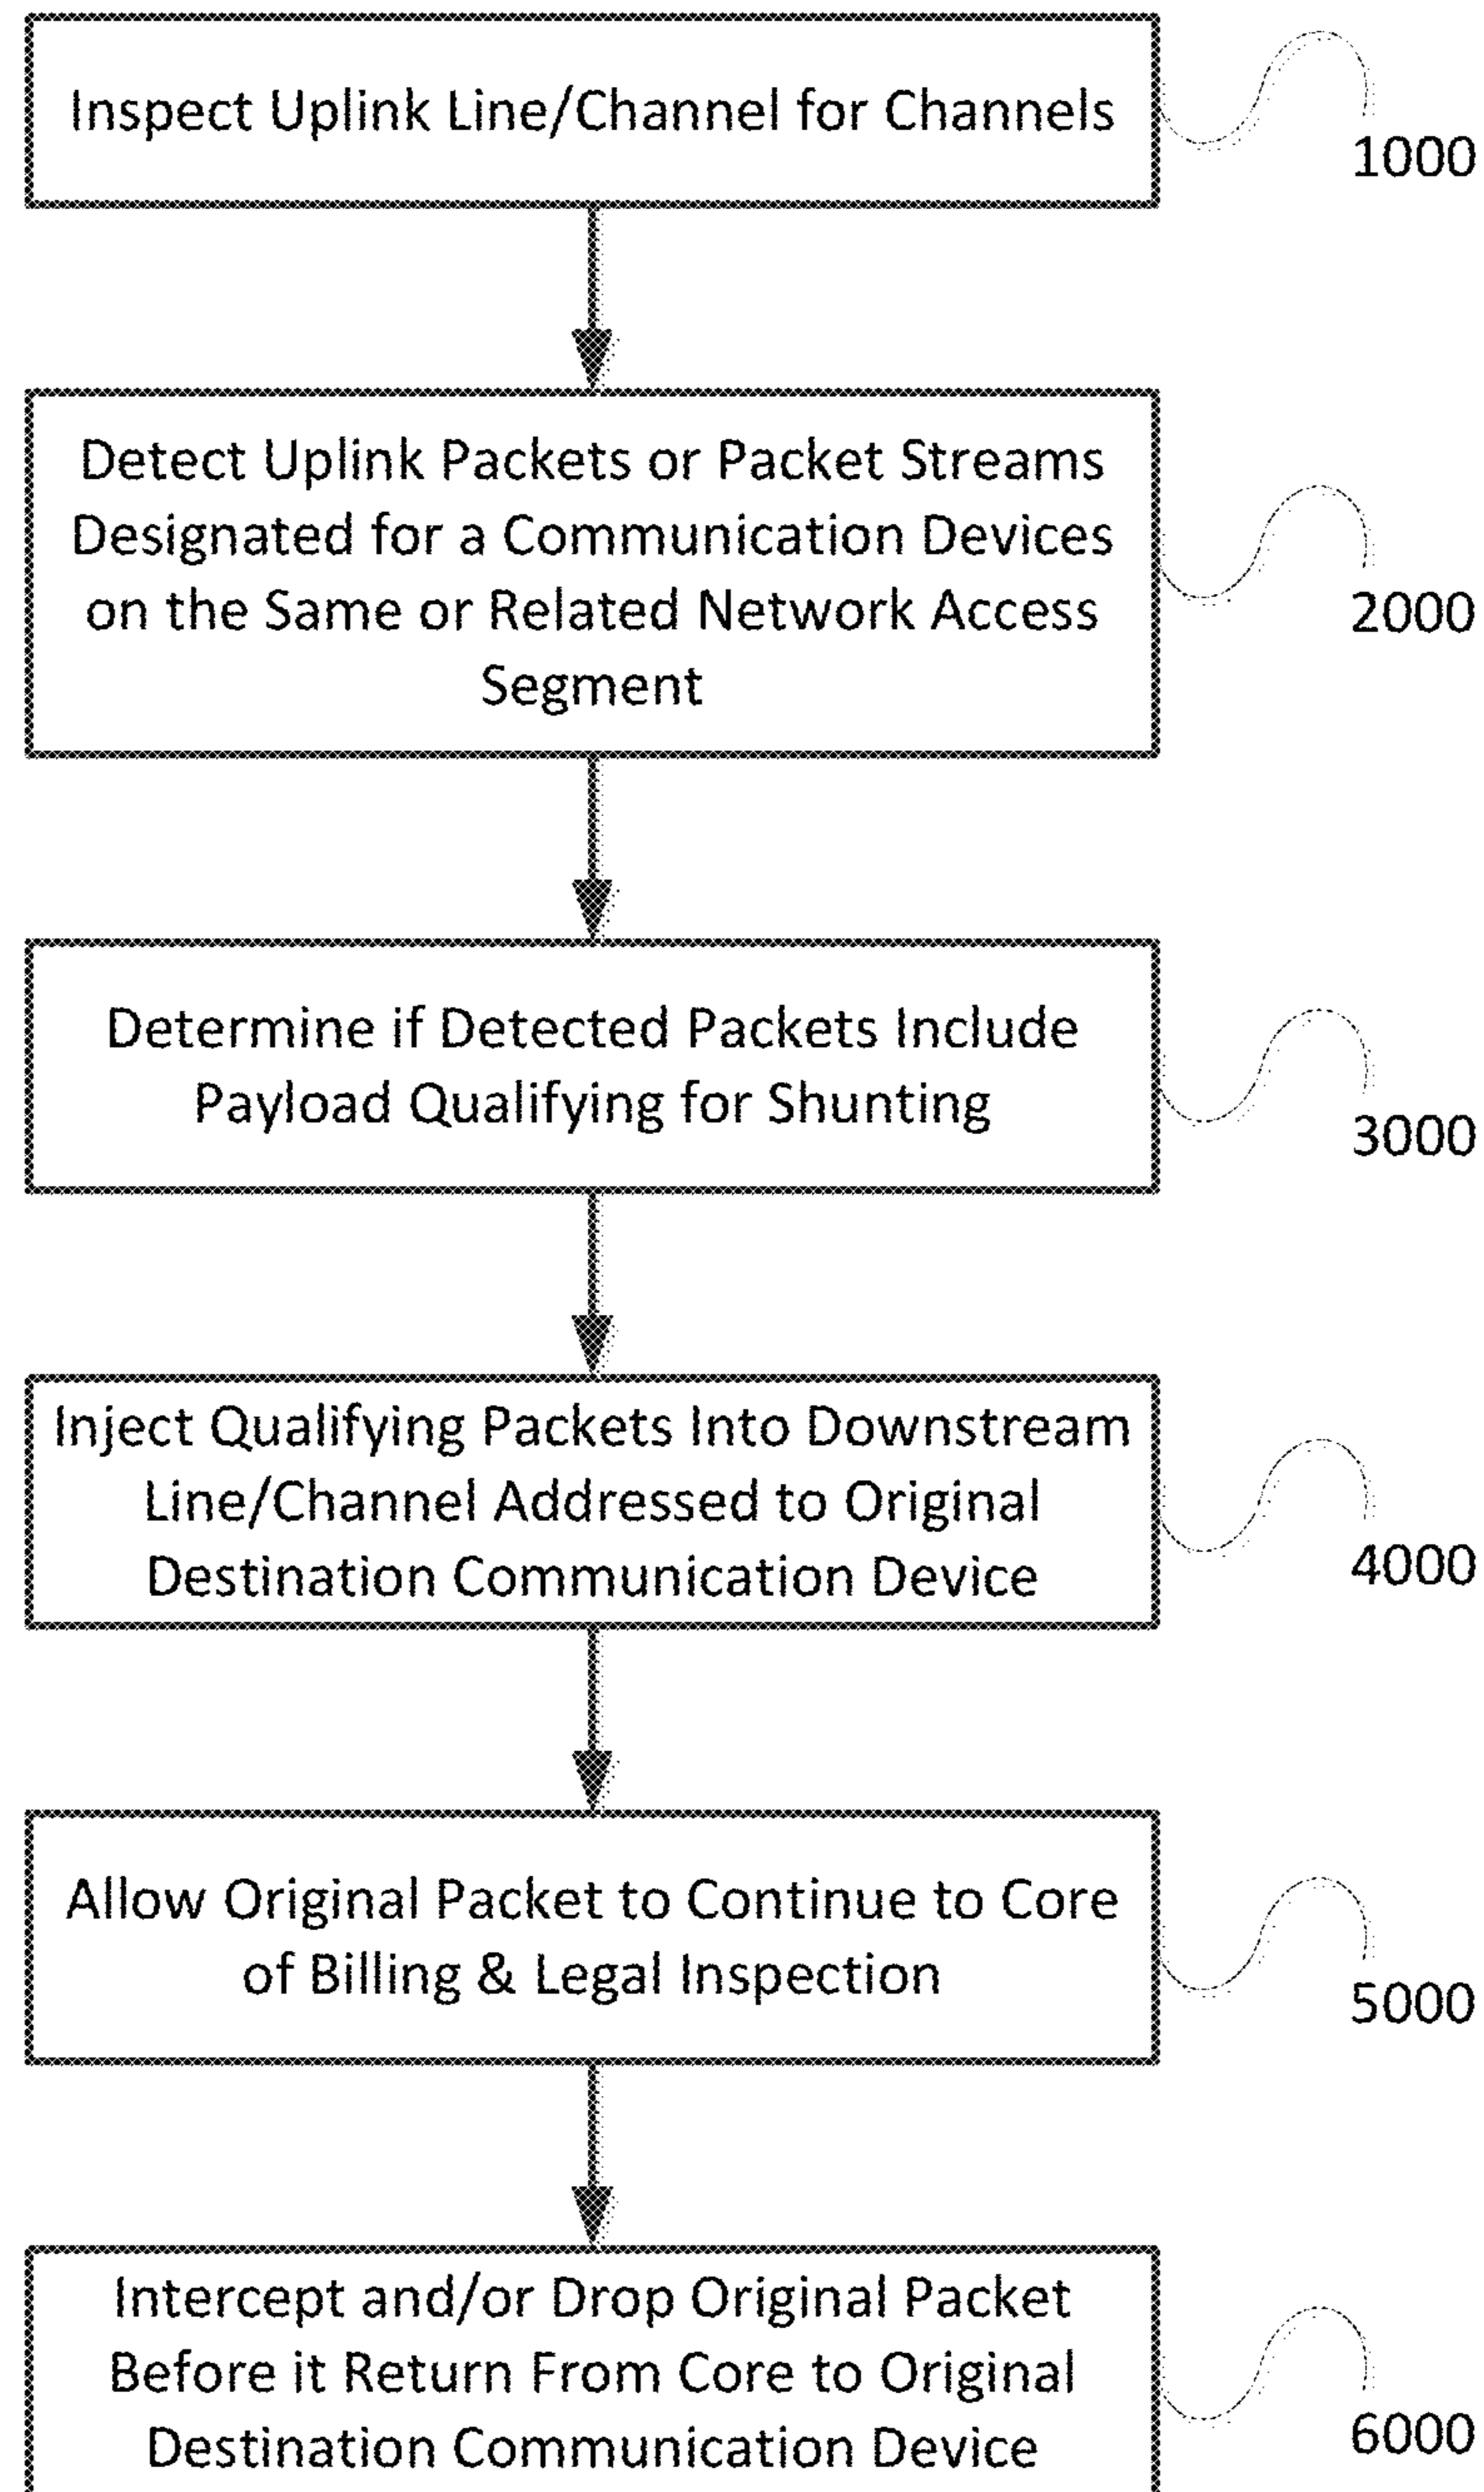 Inspect Uplink Line/Channel for Channels
1000
Detect Uplink Packets or Packet Streams
Designated for a Communication Devices
on the Same or Related Network Access
Segment
2000
Determine if Detected Packets Include
Payload Qualifying for Shunting
3000
Inject Qualifying Packets Into Downstream
Line/Channel Addressed to Original
Destination Communication Device
4000
Allow Original Packet to Continue to Core
of Billing & Legal Inspection
5000
Intercept and/or Drop Original Packet
Before it Return From Core to Original
Destination Communication Device
6000